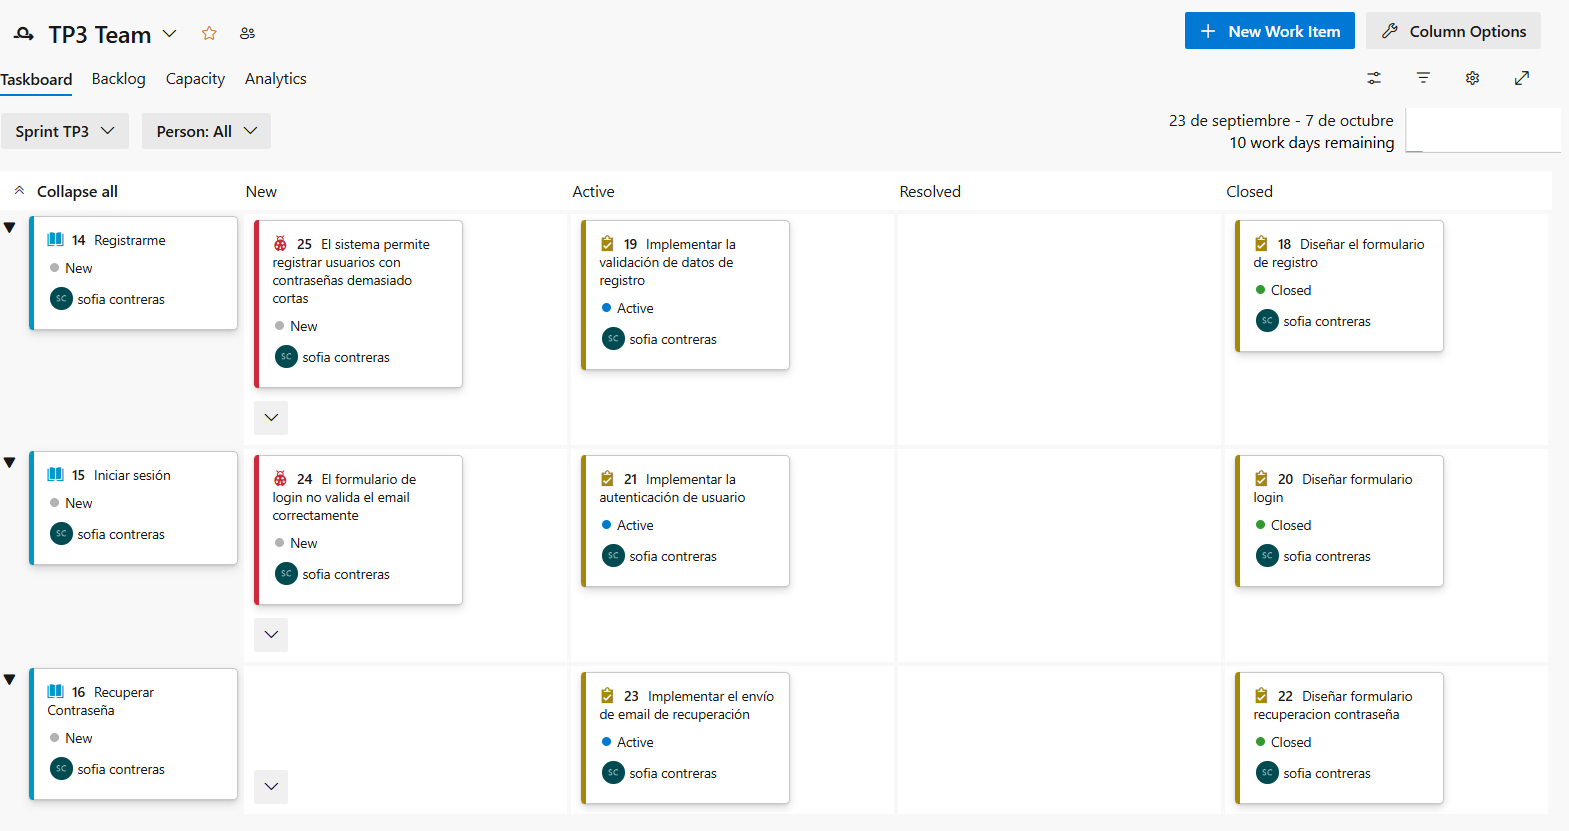 TP3 Team
New Work Item
Column Options
Taskboard
Backlog
Capacity
Analytics
Sprint TP3
Person: All
23 de septiembre - 7 de octubre
10 work days remaining
Collapse all
New
Active
Resolved
Closed
14 Registrarme
New
SC sofia contreras
25 El sistema permite
registrar usuarios con
contraseñas demasiado
cortas
New
SC sofia contreras
19 Implementar la
validación de datos de
registro
Active
SC sofia contreras
18 Diseñar el formulario
de registro
Closed
SC sofia contreras
15 Iniciar sesión
New
SC sofia contreras
24 El formulario de
login no valida el email
correctamente
New
SC sofia contreras
21 Implementar la
autenticación de usuario
Active
SC sofia contreras
20 Diseñar formulario
login
Closed
SC sofia contreras
16 Recuperar
Contraseña
New
SC sofia contreras
23 Implementar el envío
de email de recuperación
Active
SC sofia contreras
22 Diseñar formulario
recuperacion contraseña
Closed
SC sofia contreras